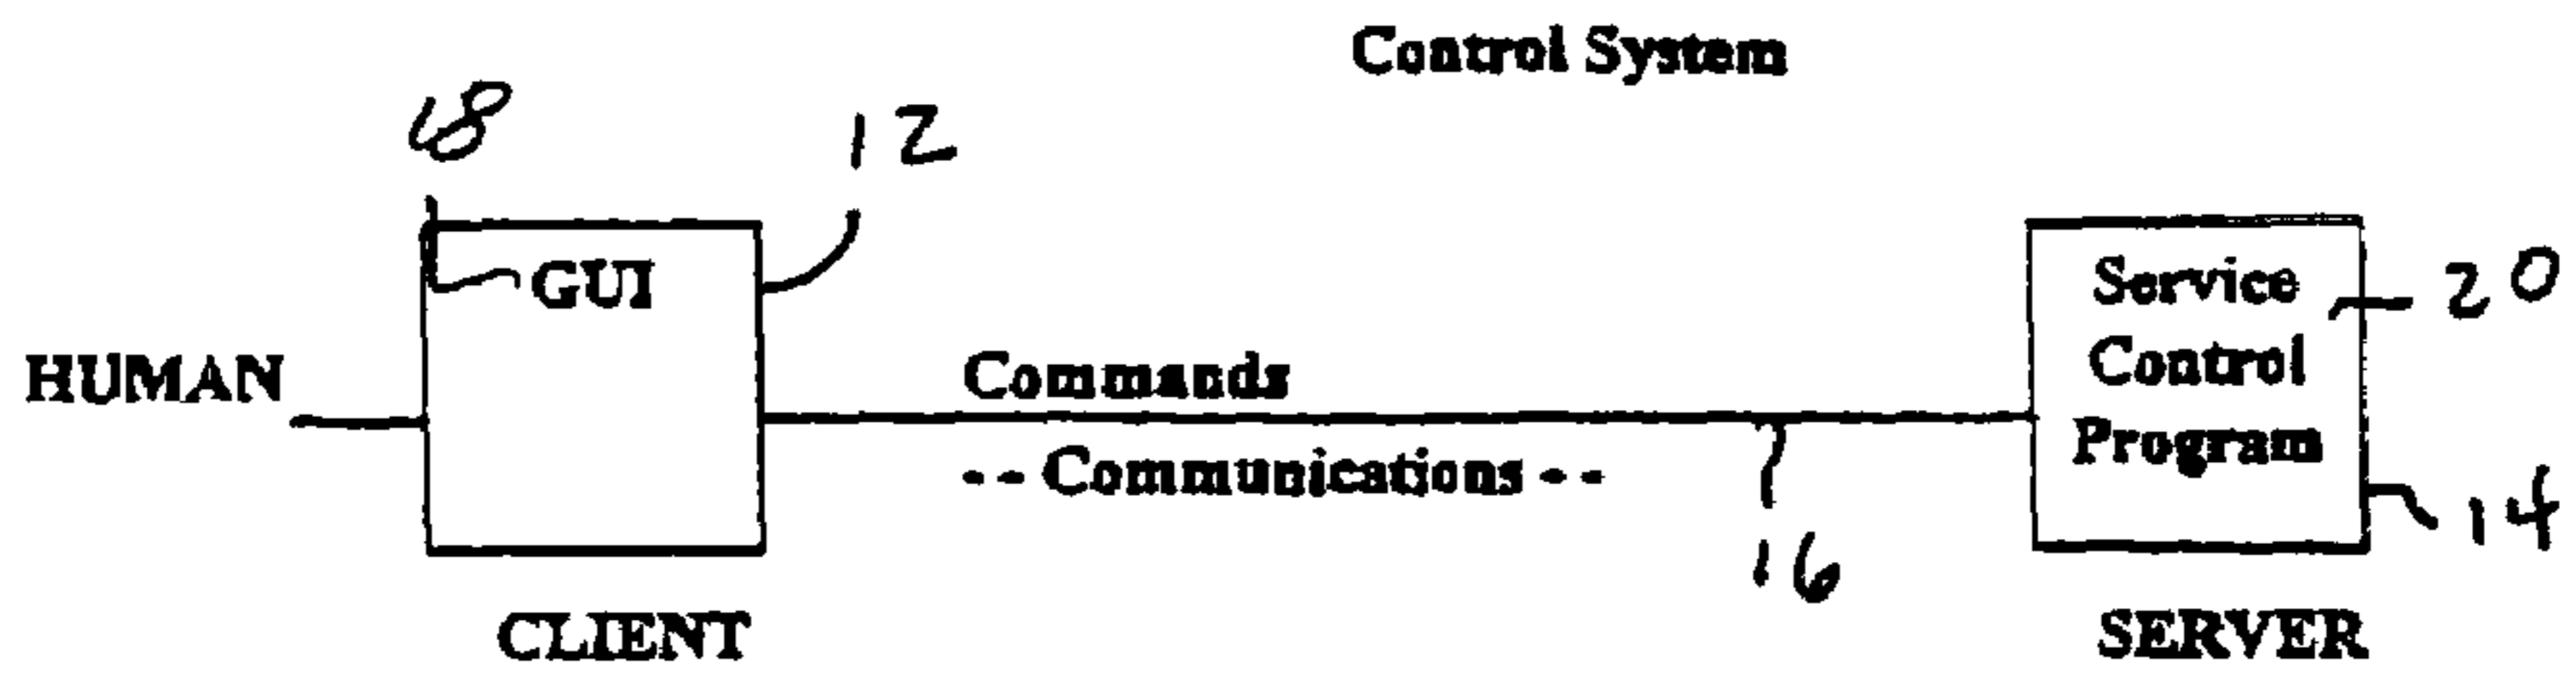 Control System
18
12
GUI
Service
Control
Program
20
HUMAN
Commands
-- Communications --
16
14
CLIENT
SERVER